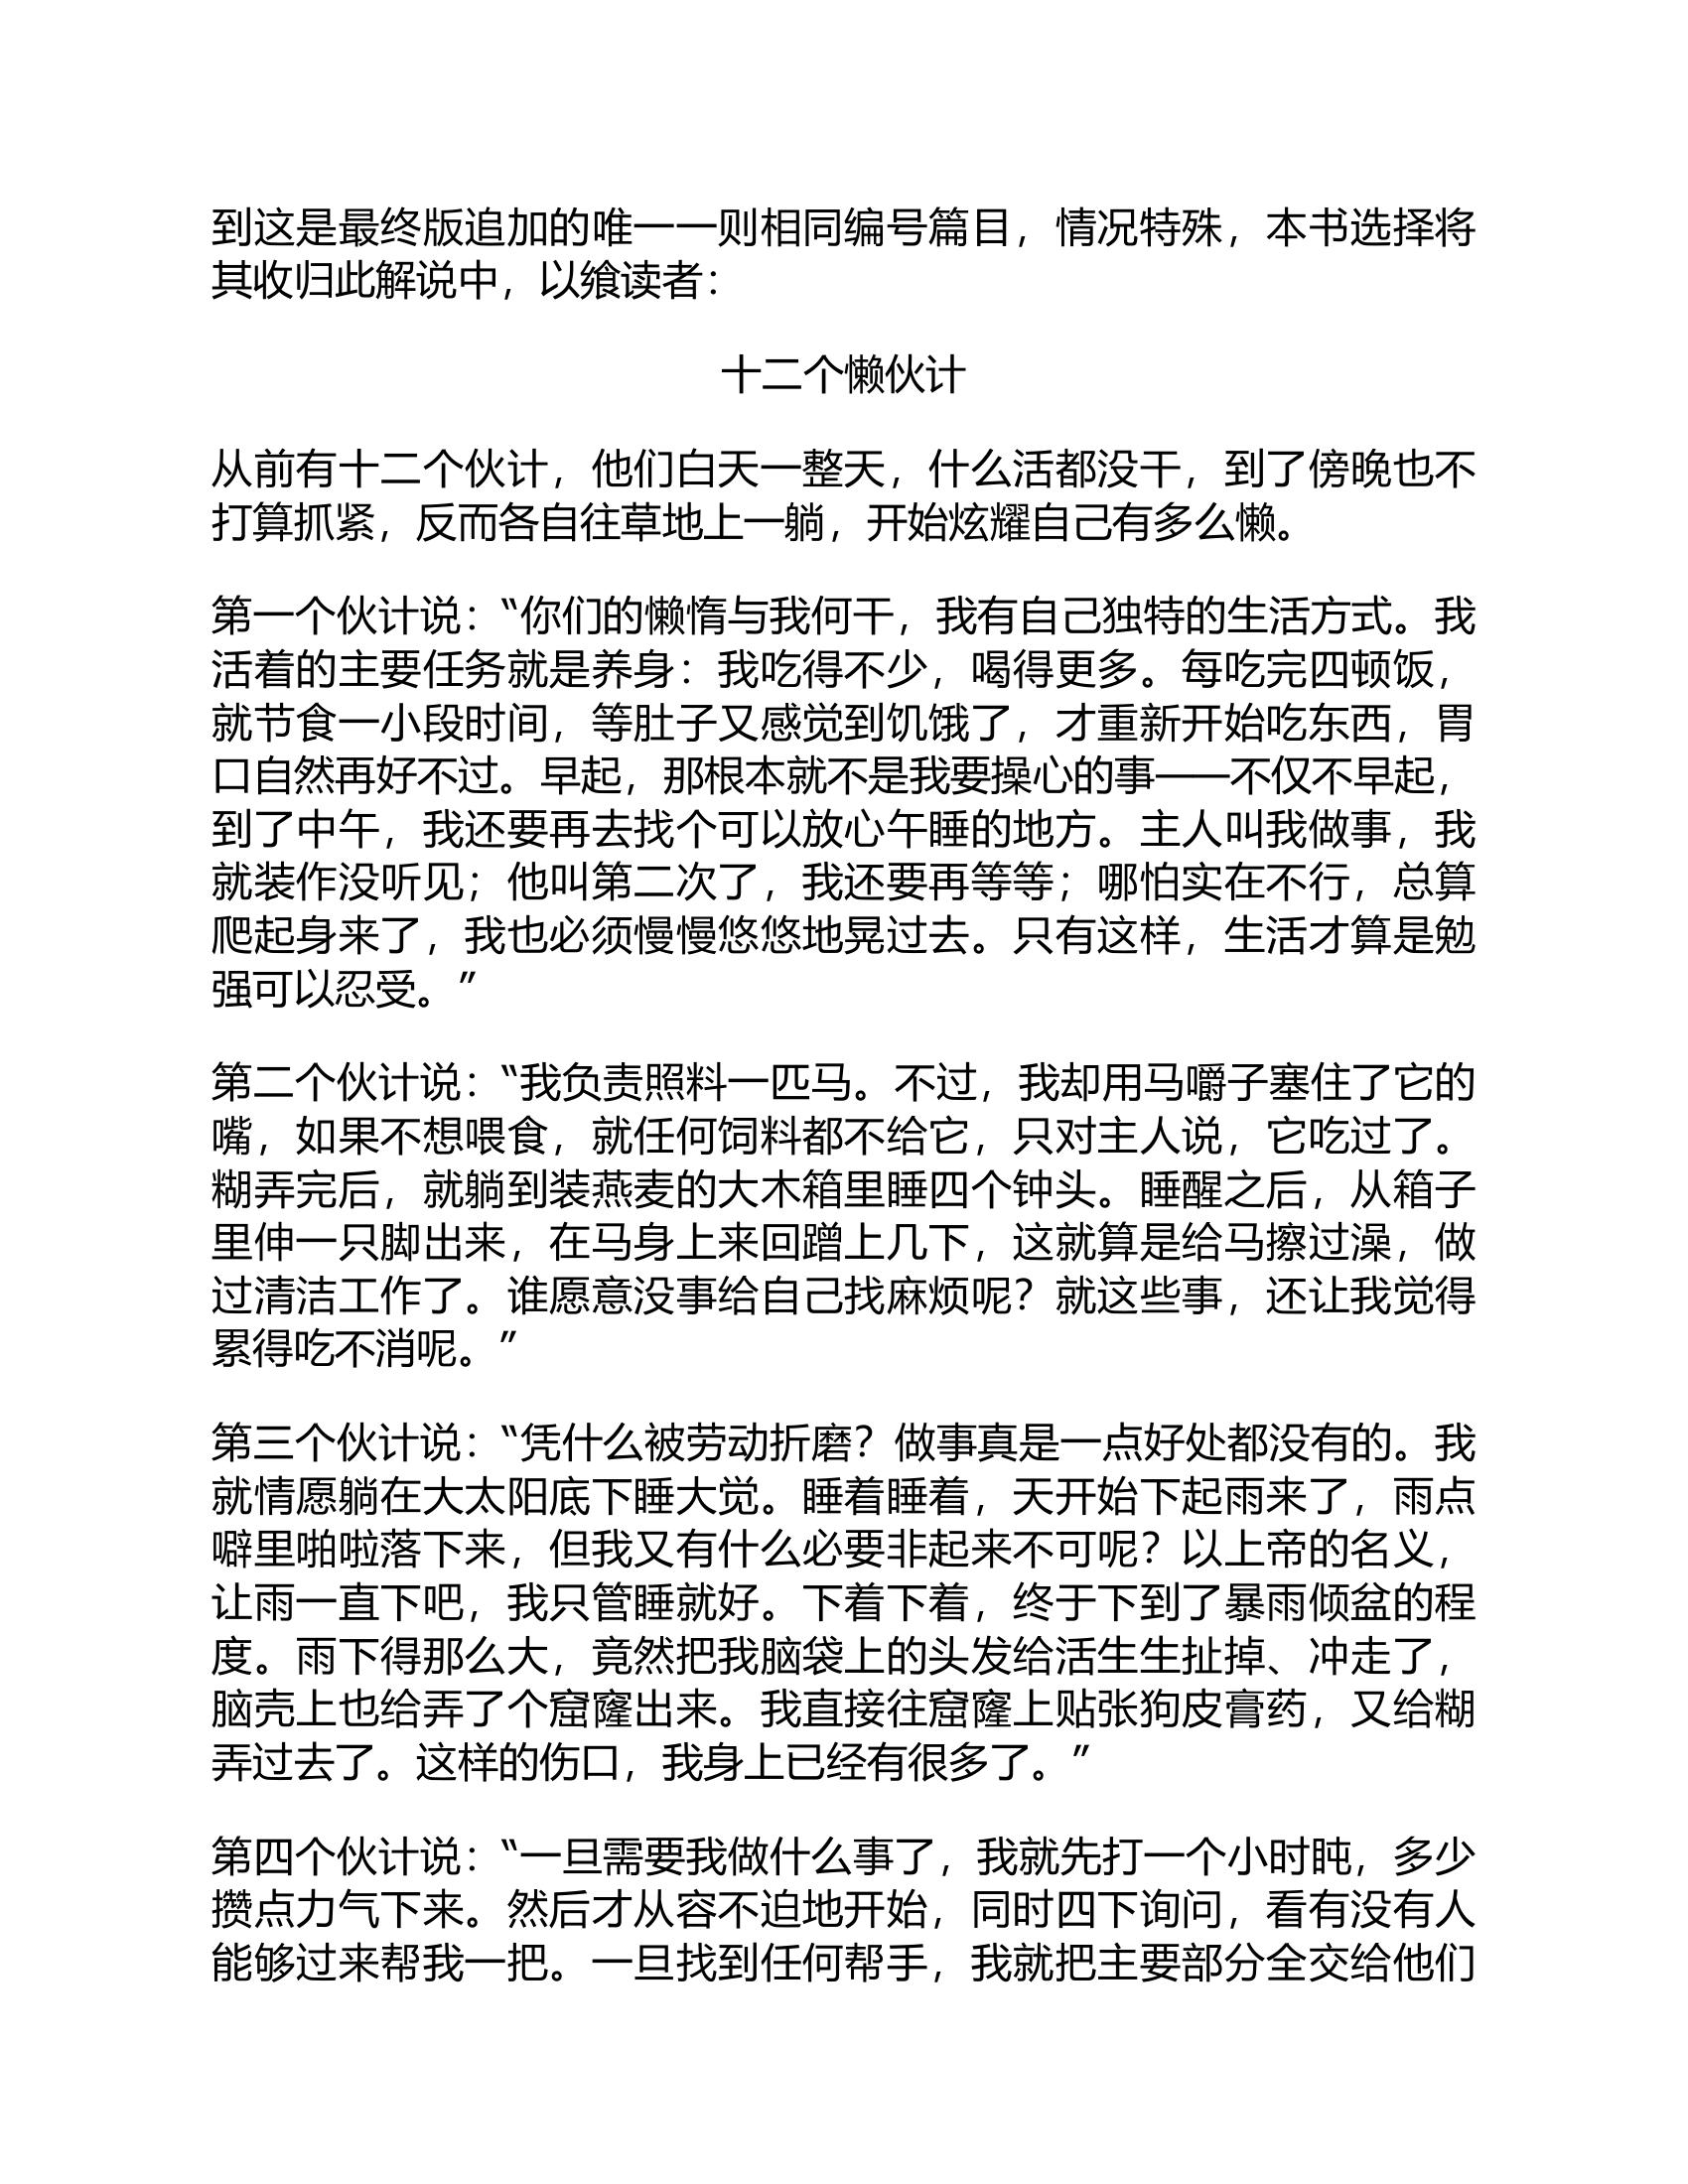 到这是最终版追加的唯一一则相同编号篇目，情况特殊，本书选择将
其收归此解说中，以飨读者：
十二个懒伙计
从前有十二个伙计，他们白天一整天，什么活都没干，到了傍晚也不
打算抓紧，反而各自往草地上一躺，开始炫耀自己有多么懒。
第一个伙计说：“你们的懒惰与我何干，我有自己独特的生活方式。我
活着的主要任务就是养身：我吃得不少，喝得更多。每吃完四顿饭，
就节食一小段时间，等肚子又感觉到饥饿了，才重新开始吃东西，胃
口自然再好不过。早起，那根本就不是我要操心的事——不仅不早起，
到了中午，我还要再去找个可以放心午睡的地方。主人叫我做事，我
就装作没听见；他叫第二次了，我还要再等等；哪怕实在不行，总算
爬起身来了，我也必须慢慢悠悠地晃过去。只有这样，生活才算是勉
强可以忍受。”
第二个伙计说：“我负责照料一匹马。不过，我却用马嚼子塞住了它的
嘴，如果不想喂食，就任何饲料都不给它，只对主人说，它吃过了。
糊弄完后，就躺到装燕麦的大木箱里睡四个钟头。睡醒之后，从箱子
里伸一只脚出来，在马身上来回蹭上几下，这就算是给马擦过澡，做
过清洁工作了。谁愿意没事给自己找麻烦呢？就这些事，还让我觉得
累得吃不消呢。”
第三个伙计说：“凭什么被劳动折磨？做事真是一点好处都没有的。我
就情愿躺在大太阳底下睡大觉。睡着睡着，天开始下起雨来了，雨点
噼里啪啦落下来，但我又有什么必要非起来不可呢？以上帝的名义，
让雨一直下吧，我只管睡就好。下着下着，终于下到了暴雨倾盆的程
度。雨下得那么大，竟然把我脑袋上的头发给活生生扯掉、冲走了，
脑壳上也给弄了个窟窿出来。我直接往窟窿上贴张狗皮膏药，又给糊
弄过去了。这样的伤口，我身上已经有很多了。”
第四个伙计说：“一旦需要我做什么事了，我就先打一个小时盹，多少
攒点力气下来。然后才从容不迫地开始，同时四下询问，看有没有人
能够过来帮我一把。一旦找到任何帮手，我就把主要部分全交给他们